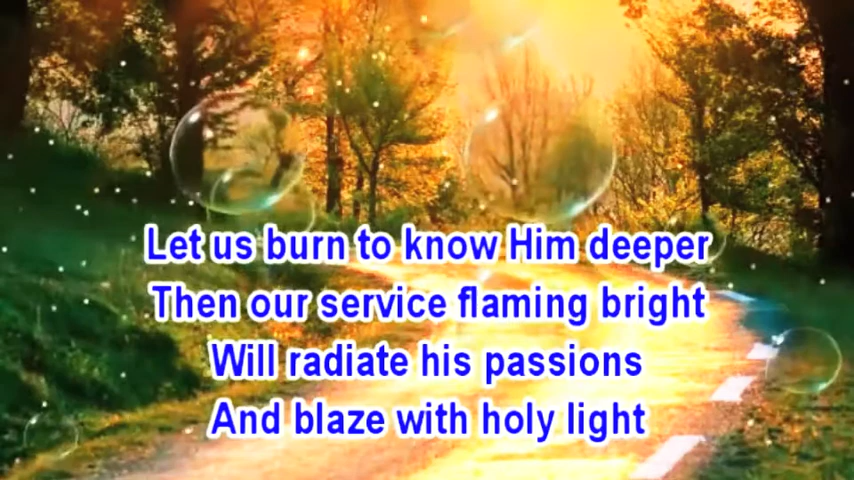 Let us burn to know Him deeper
Then our service flaming bright
Will radiate his passions
And blaze with holy light